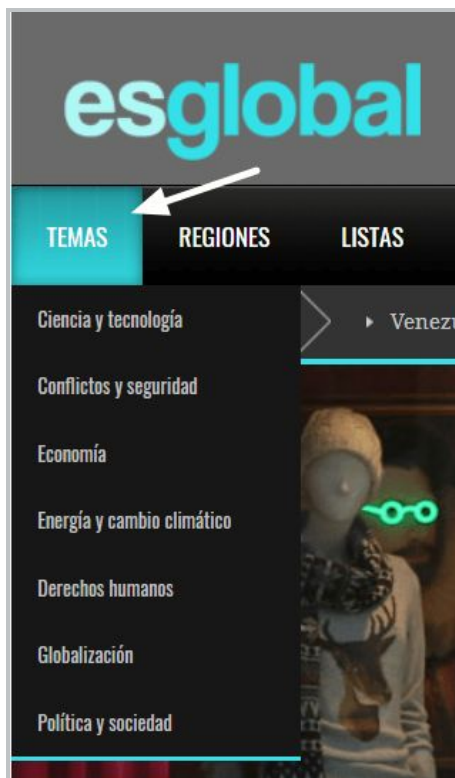 esglobal
TEMAS REGIONES LISTAS
Ciencia y tecnología
Conflictos y seguridad
Economía
Energía y cambio climático
Derechos humanos
Globalización
Política y sociedad